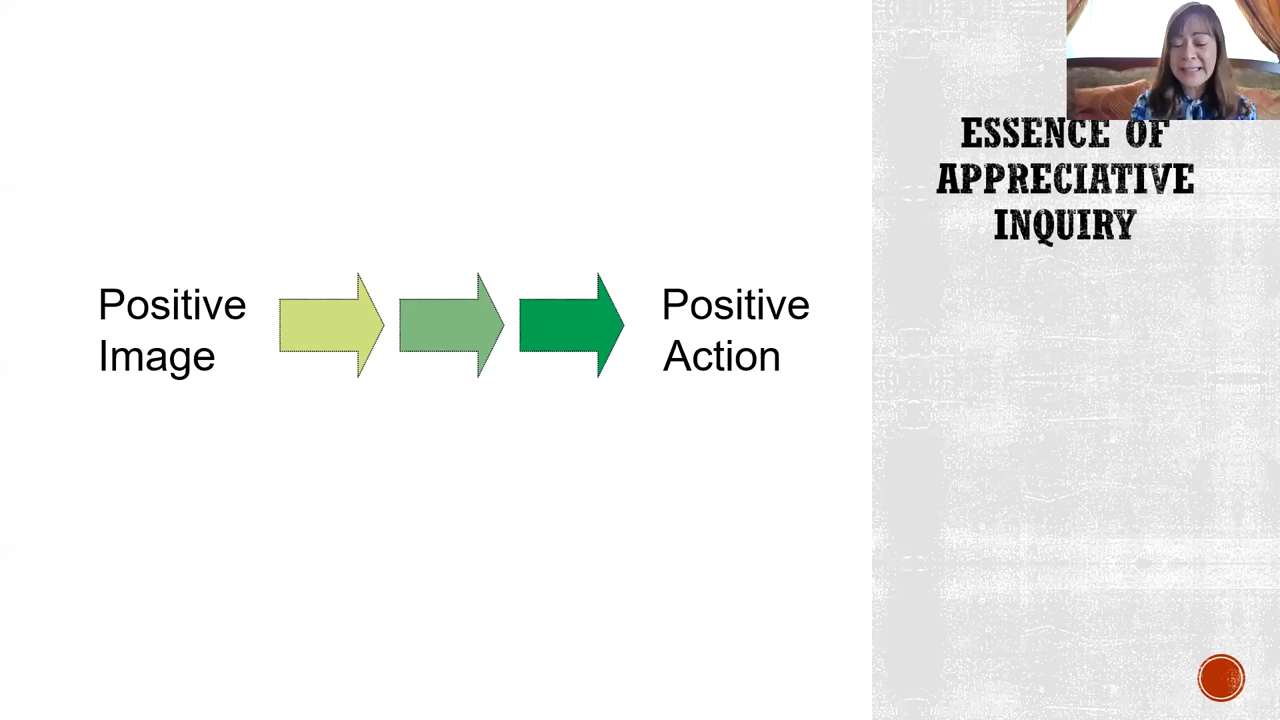 ESSENCE OF
APPRECIATIVE
INQUIRY
Positive
Image
Positive
Action